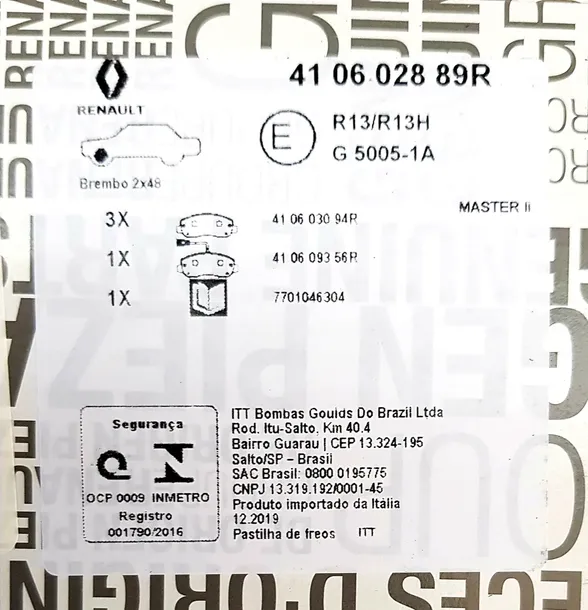 RENAULT
41 06 028 89R
E
R13/R13H
G 5005-1A
Brembo 2x48
MASTER II
3X 41 06 030 94R
1X 41 06 093 56R
1X 7701046304
Segurança
OCP 0009 INMETRO
Registro
001790/2016
ITT Bombas Goulds Do Brazil Ltda
Rod. Itu-Salto, Km 40.4
Bairro Guarau | CEP 13.324-195
Salto/SP – Brasil
SAC Brasil: 0800 0195775
CNPJ 13.319.192/0001-45
Produto importado da Itália
12.2019
Pastilha de freos ITT